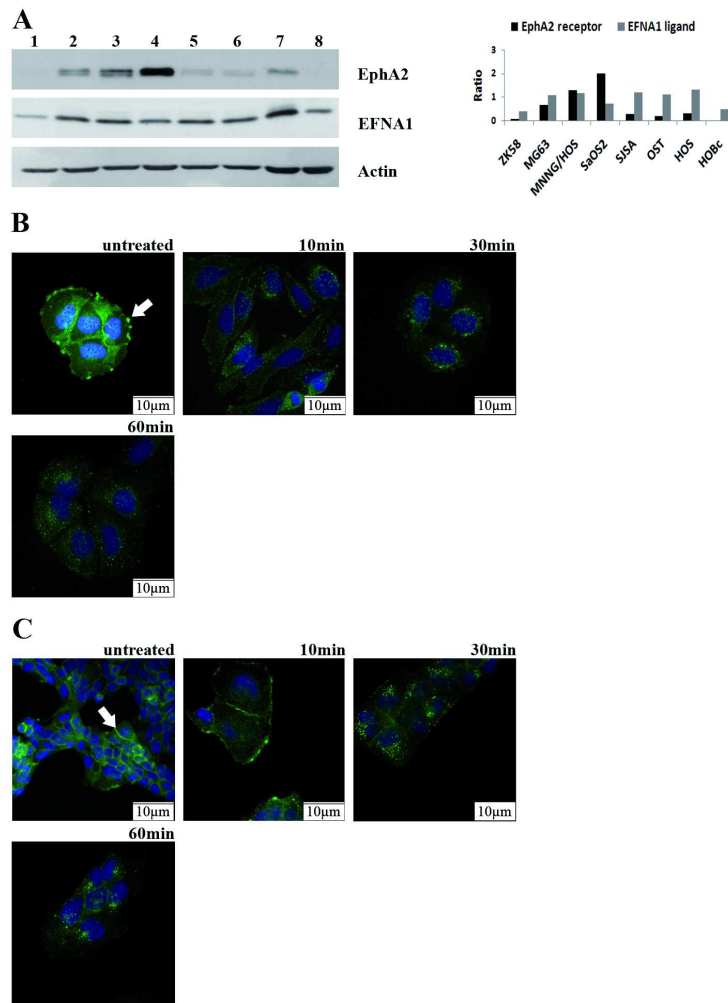 A
1 2 3 4 5 6 7 8
EphA2
EFNA1
Actin
EphA2 receptor EFNA1 ligand
Ratio
3
2
1
0
ZK58 MG63 MNNG/HOS SaOS2 SJSA OST HOS HOBc
B
untreated 10min 30min
10µm 10µm 10µm
60min
10µm
C
untreated 10min 30min
10µm 10µm 10µm
60min